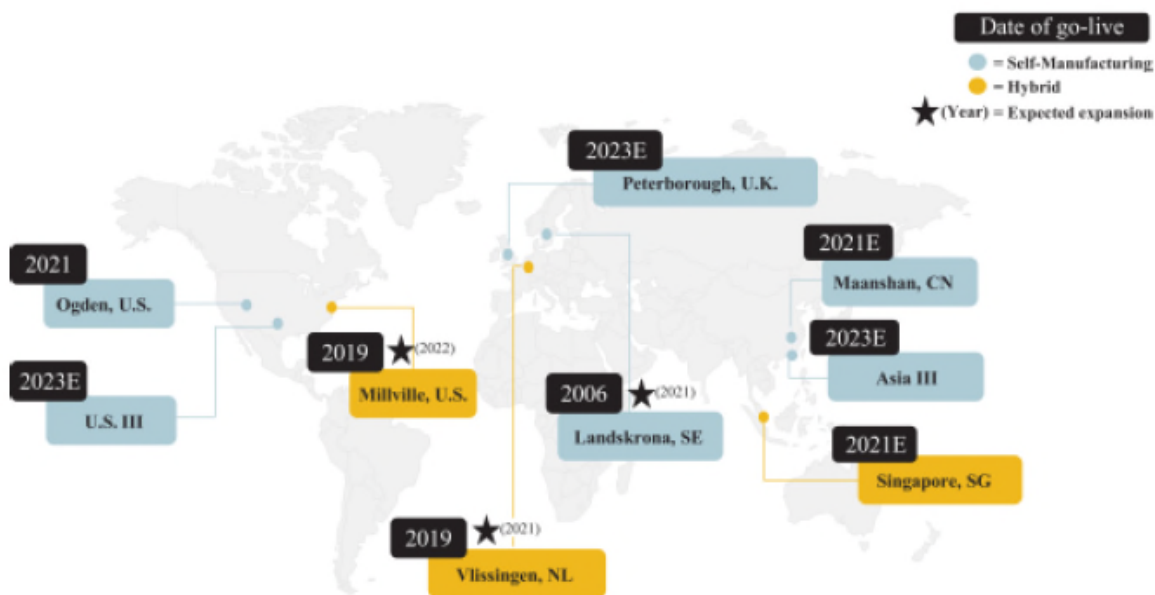 Date of go-live
= Self-Manufacturing
= Hybrid
(Year) = Expected expansion
2023E
Peterborough, U.K.
2021
Ogden, U.S.
2021E
Maanshan, CN
2019 (2022)
Millville, U.S.
2023E
Asia III
2023E
U.S. III
2006 (2021)
Landskrona, SE
2021E
Singapore, SG
2019 (2021)
Vlissingen, NL